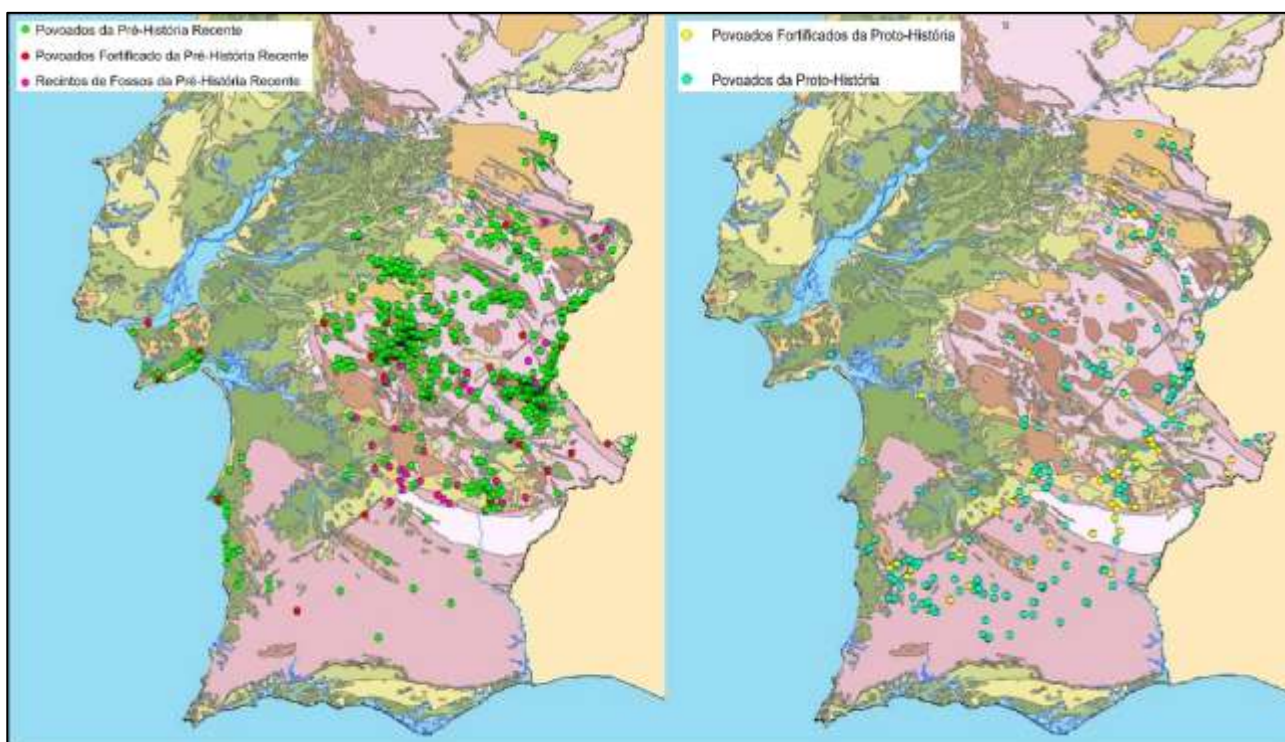 Povoados da Pré-História Recente
Povoados Fortificado da Pré-História Recente
Recintos de Fossos da Pré-História Recente
Povoados Fortificados da Proto-História
Povoados da Proto-História